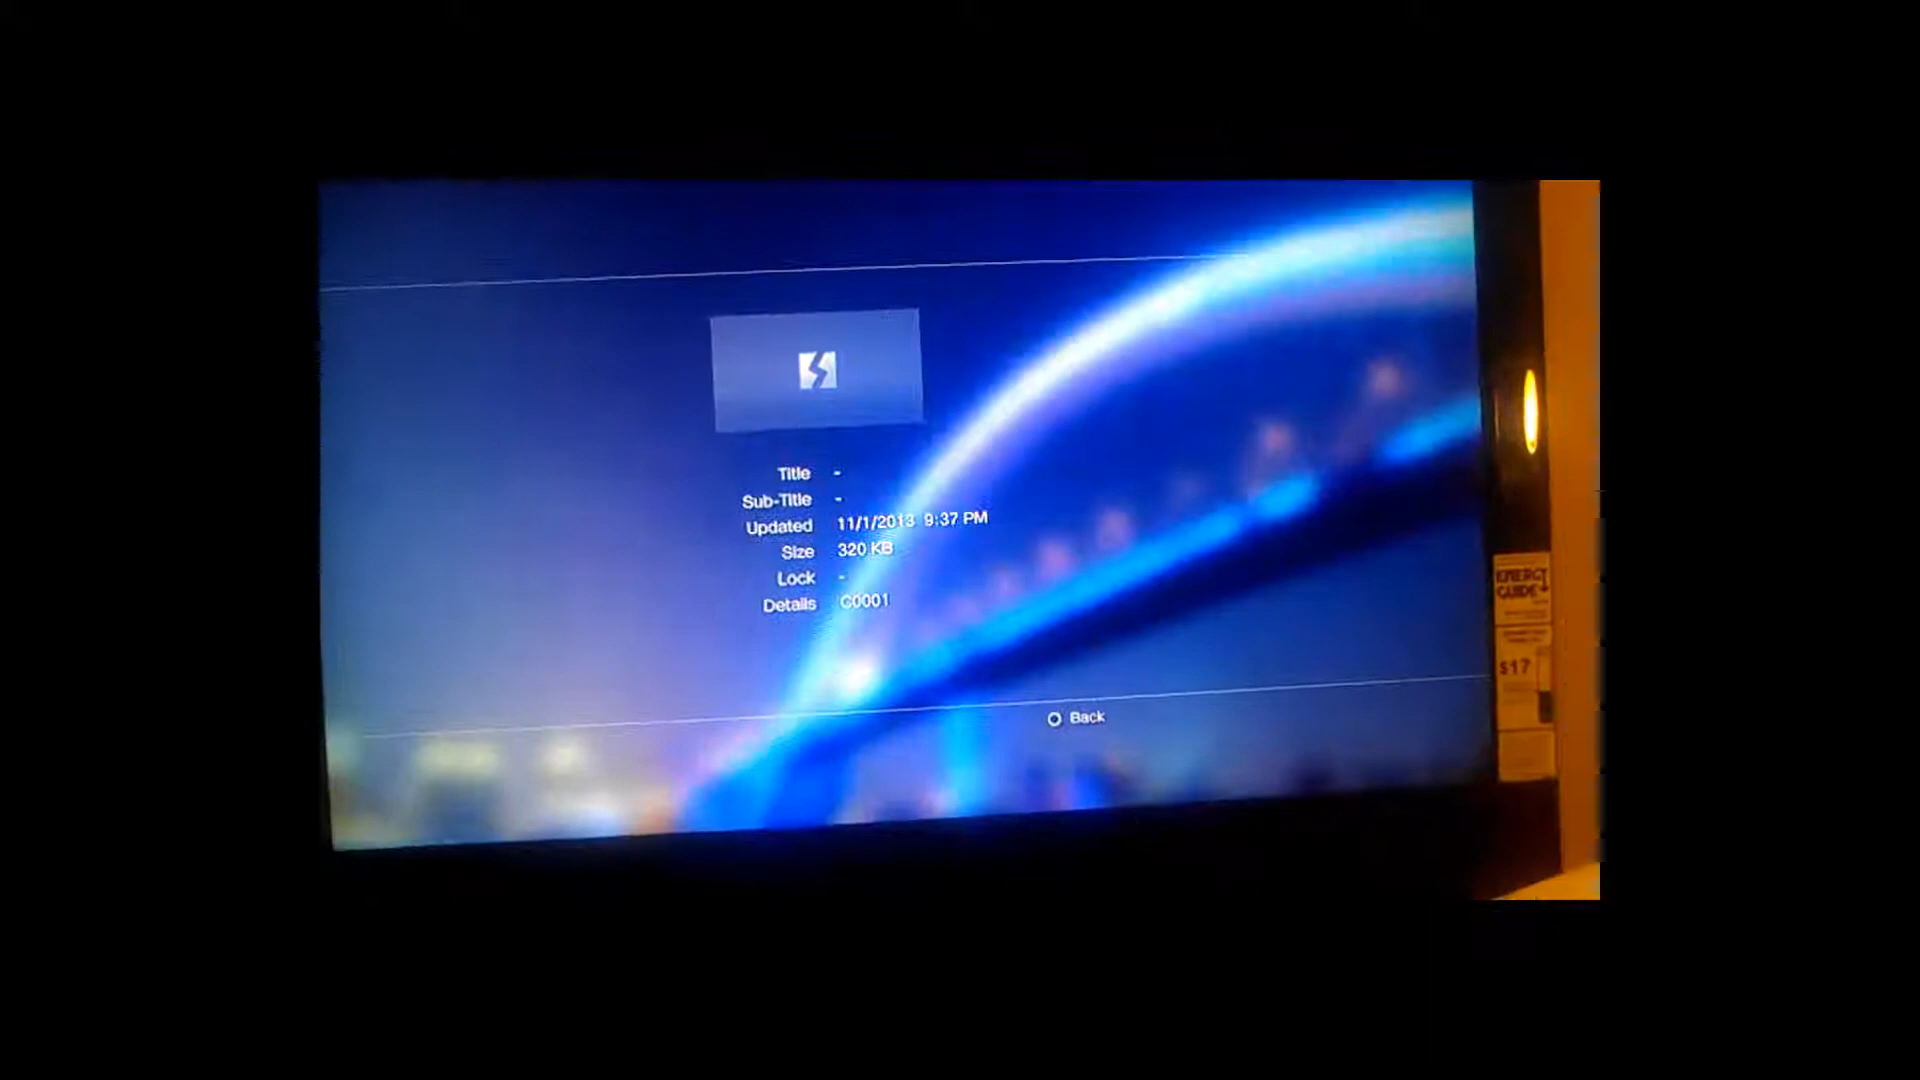 Title -
Sub-Title -
Updated 11/1/2013 9:37 PM
Size 320 KB
Lock -
Details C0001
Back
ENERGY
GUIDE
$17